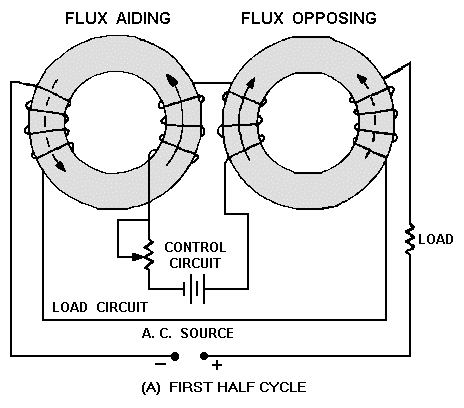 FLUX AIDING
FLUX OPPOSING
CONTROL
CIRCUIT
LOAD
LOAD CIRCUIT
A. C. SOURCE
− +
(A) FIRST HALF CYCLE